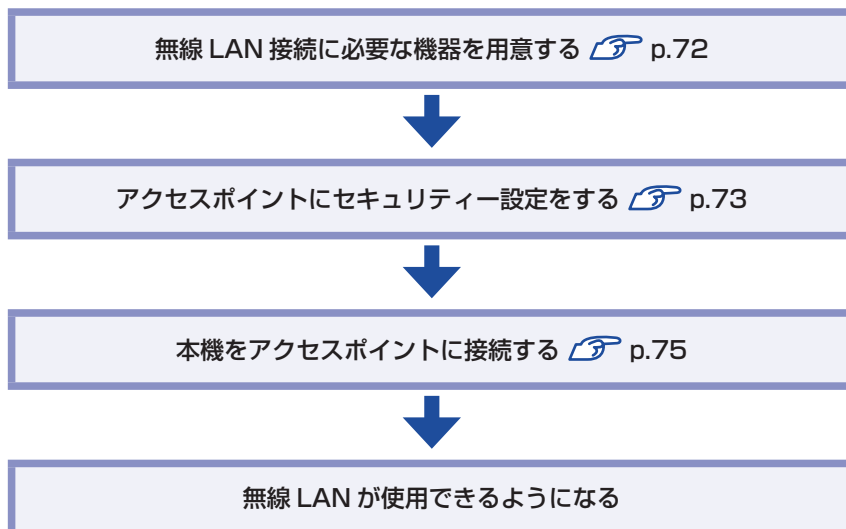 無線 LAN 接続に必要な機器を用意する p.72
アクセスポイントにセキュリティー設定をする p.73
本機をアクセスポイントに接続する p.75
無線 LAN が使用できるようになる